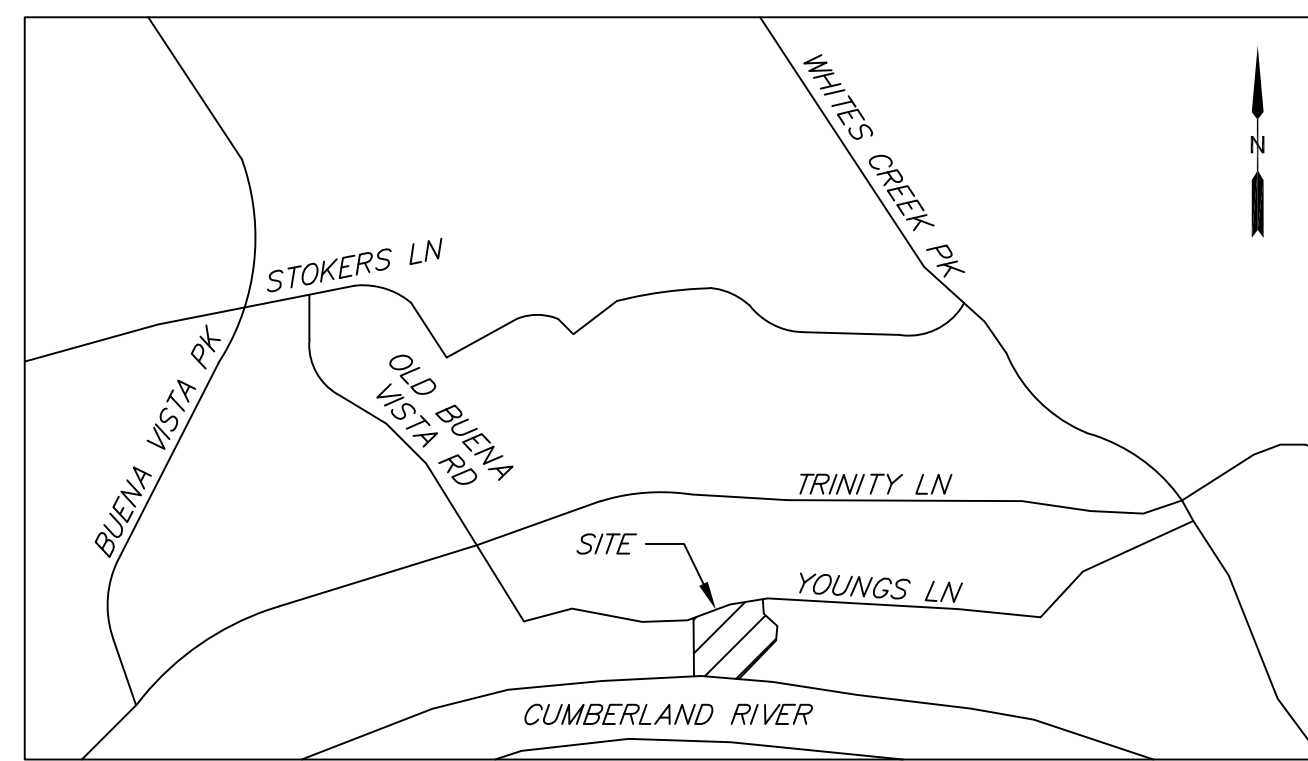 WHITES CREEK PK
N
STOKERS LN
BUENA VISTA PK
OLD BUENA
VISTA RD
TRINITY LN
SITE
YOUNGS LN
CUMBERLAND RIVER